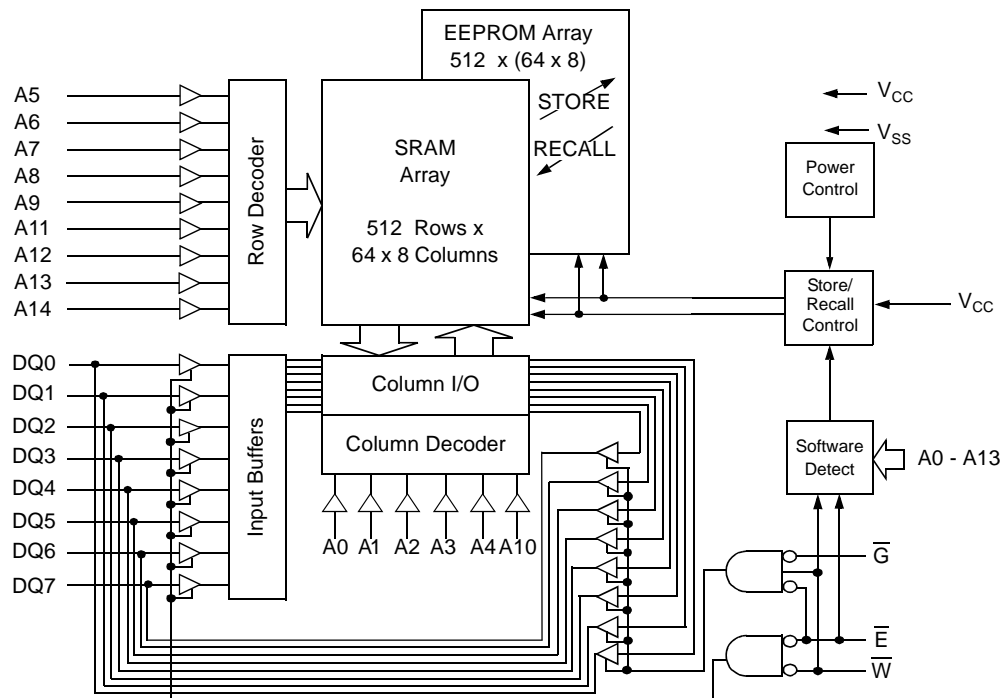 EEPROM Array
512 x (64 x 8)
STORE
RECALL
SRAM
Array
512 Rows x
64 x 8 Columns
A5
A6
A7
A8
A9
A11
A12
A13
A14
Row Decoder
VCC
VSS
Power
Control
Store/
Recall
Control
VCC
DQ0
DQ1
DQ2
DQ3
DQ4
DQ5
DQ6
DQ7
Input Buffers
Column I/O
Column Decoder
A0 A1 A2 A3 A4 A10
Software
Detect
A0 - A13
G̅
E̅
W̅